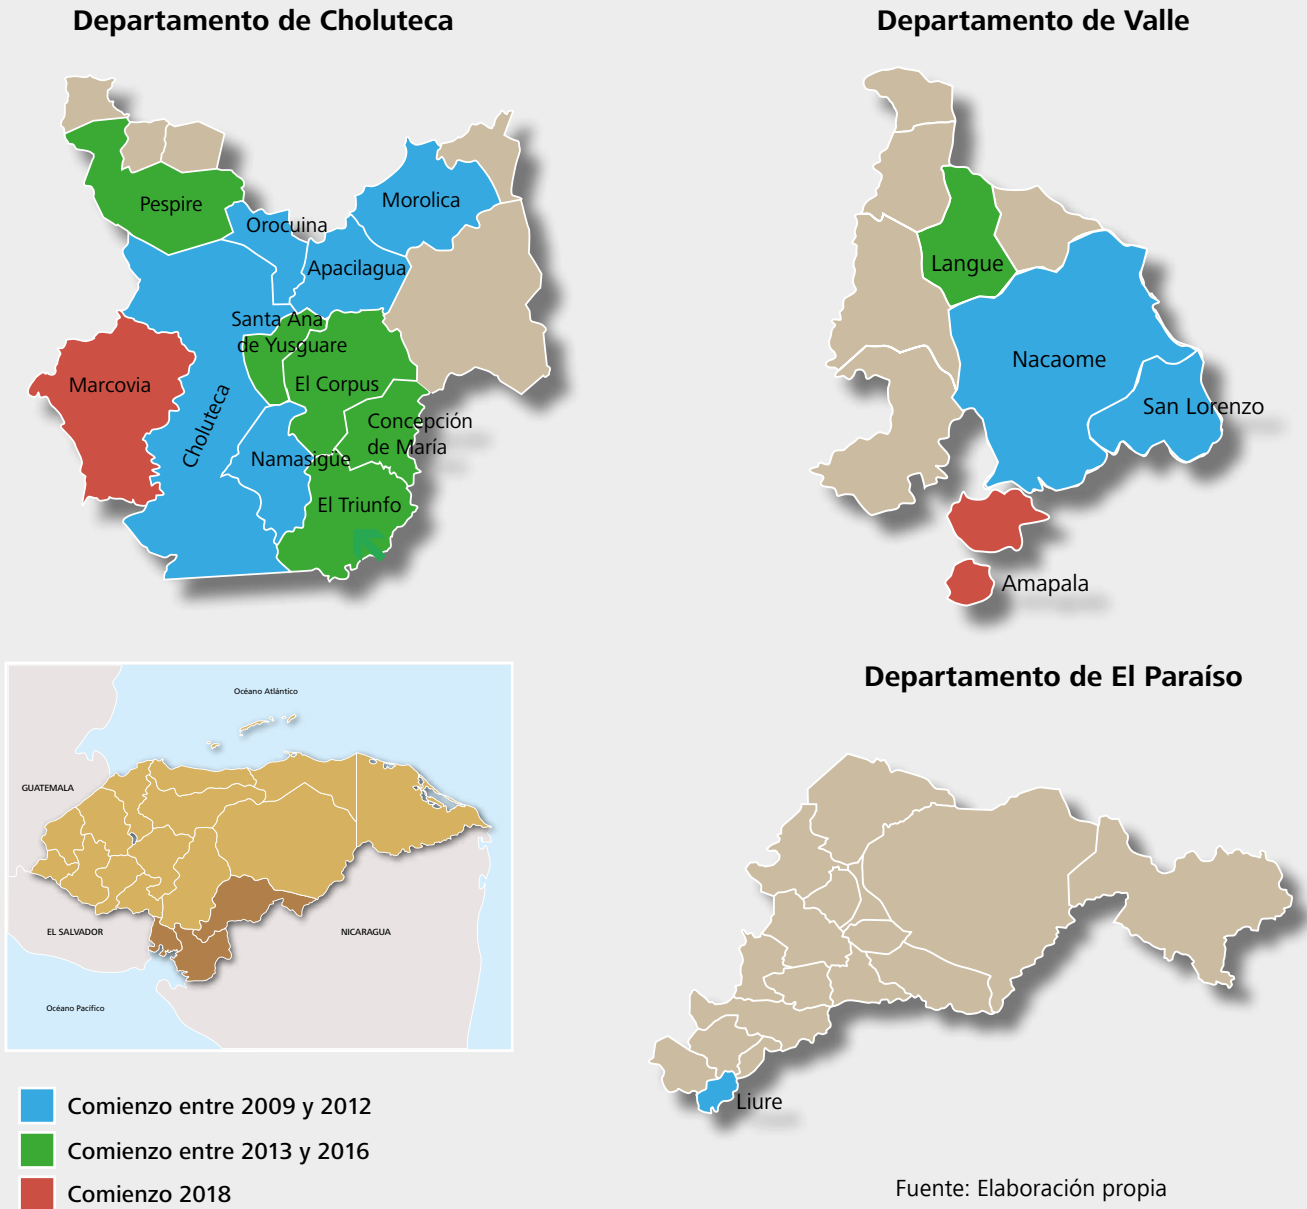 Departamento de Choluteca
Departamento de Valle
Pespire
Orocuina
Morolica
Apacilagua
Santa Ana
de Yusguare
Marcovia
El Corpus
Choluteca
Concepción
de María
Namasigüe
El Triunfo
Langue
Nacaome
San Lorenzo
Amapala
Departamento de El Paraíso
Océano Atlántico
GUATEMALA
EL SALVADOR
NICARAGUA
Océano Pacífico
Liure
Comienzo entre 2009 y 2012
Comienzo entre 2013 y 2016
Comienzo 2018
Fuente: Elaboración propia